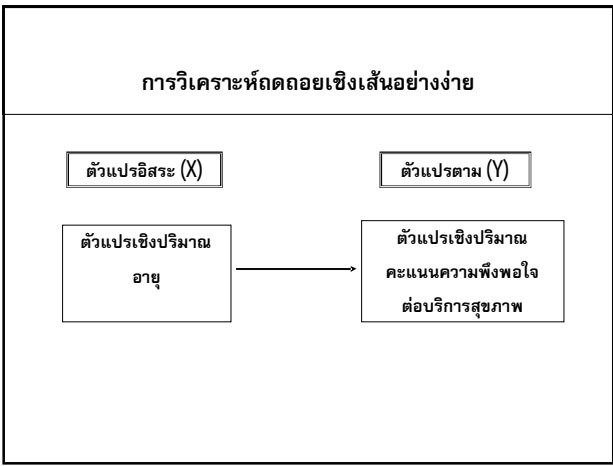 การวิเคราะห์ถดถอยเชิงเส้นอย่างง่าย
ตัวแปรอิสระ (X)
ตัวแปรตาม (Y)
ตัวแปรเชิงปริมาณ
อายุ
ตัวแปรเชิงปริมาณ
คะแนนความพึงพอใจ
ต่อบริการสุขภาพ